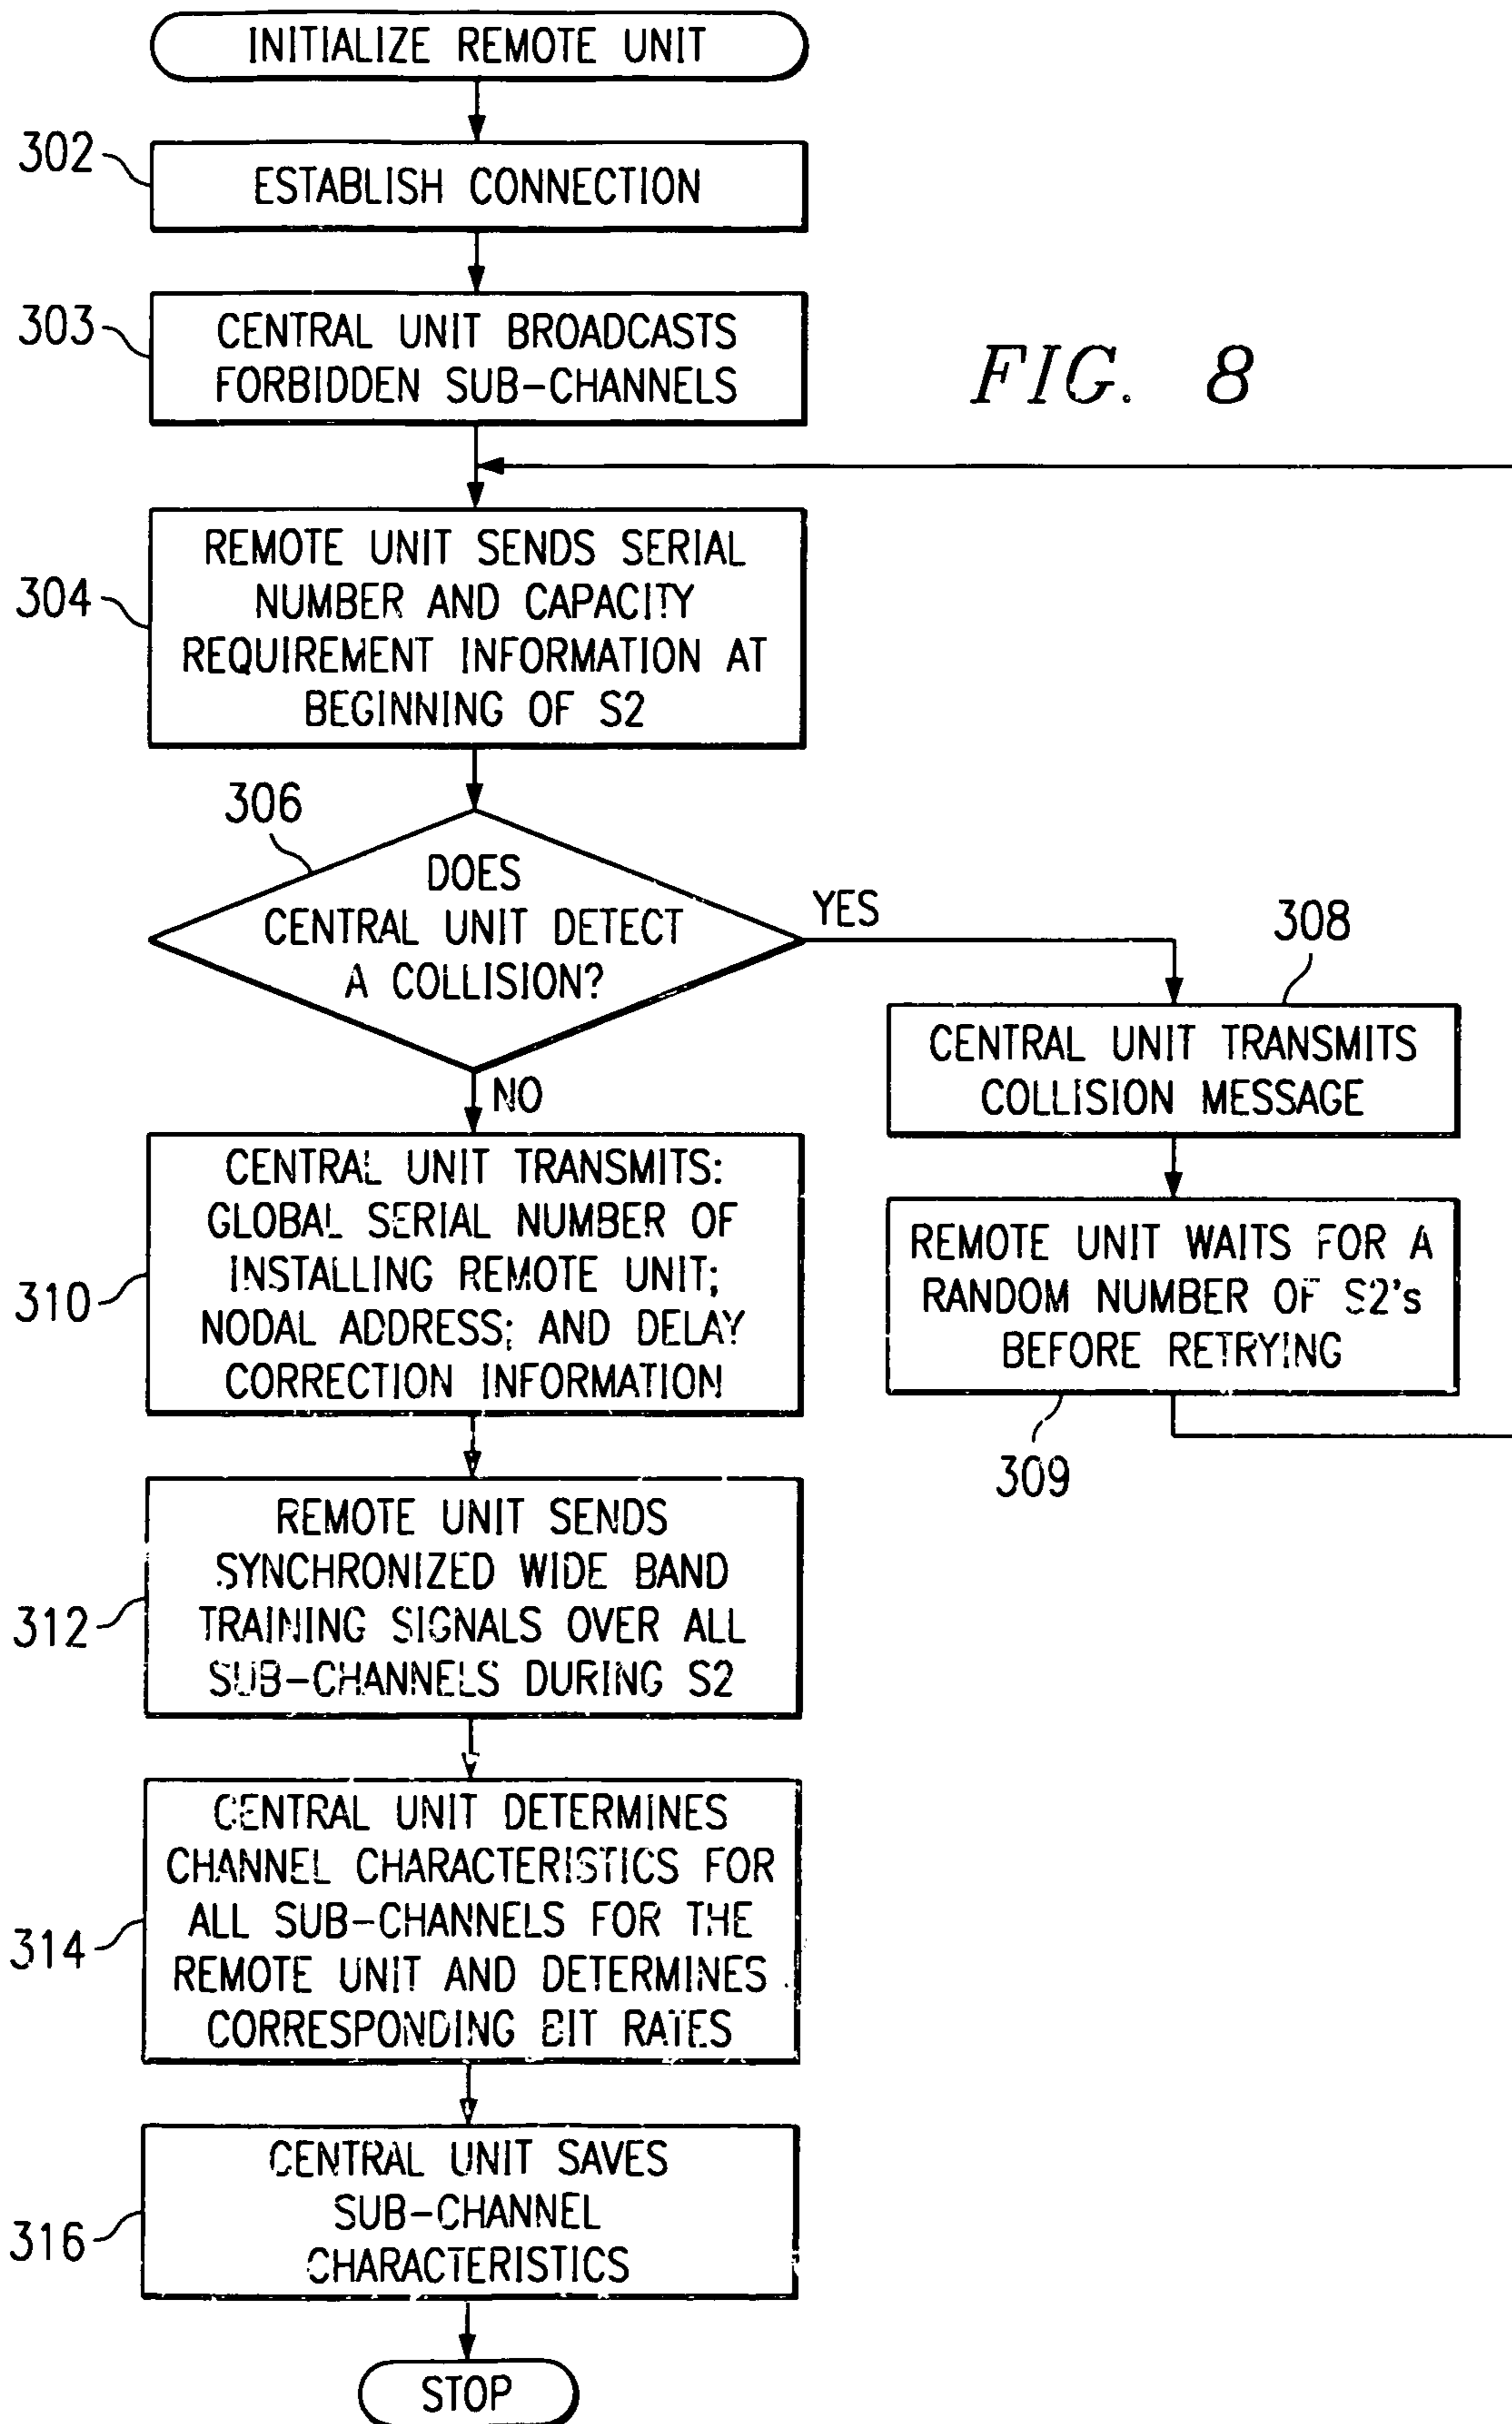 INITIALIZE REMOTE UNIT
302
ESTABLISH CONNECTION
303
CENTRAL UNIT BROADCASTS
FORBIDDEN SUB-CHANNELS
FIG. 8
304
REMOTE UNIT SENDS SERIAL
NUMBER AND CAPACITY
REQUIREMENT INFORMATION AT
BEGINNING OF S2
306
DOES
CENTRAL UNIT DETECT
A COLLISION?
YES
NO
308
CENTRAL UNIT TRANSMITS
COLLISION MESSAGE
REMOTE UNIT WAITS FOR A
RANDOM NUMBER OF S2's
BEFORE RETRYING
309
310
CENTRAL UNIT TRANSMITS:
GLOBAL SERIAL NUMBER OF
INSTALLING REMOTE UNIT;
NODAL ADDRESS; AND DELAY
CORRECTION INFORMATION
312
REMOTE UNIT SENDS
SYNCHRONIZED WIDE BAND
TRAINING SIGNALS OVER ALL
SUB-CHANNELS DURING S2
314
CENTRAL UNIT DETERMINES
CHANNEL CHARACTERISTICS FOR
ALL SUB-CHANNELS FOR THE
REMOTE UNIT AND DETERMINES
CORRESPONDING BIT RATES
316
CENTRAL UNIT SAVES
SUB-CHANNEL
CHARACTERISTICS
STOP